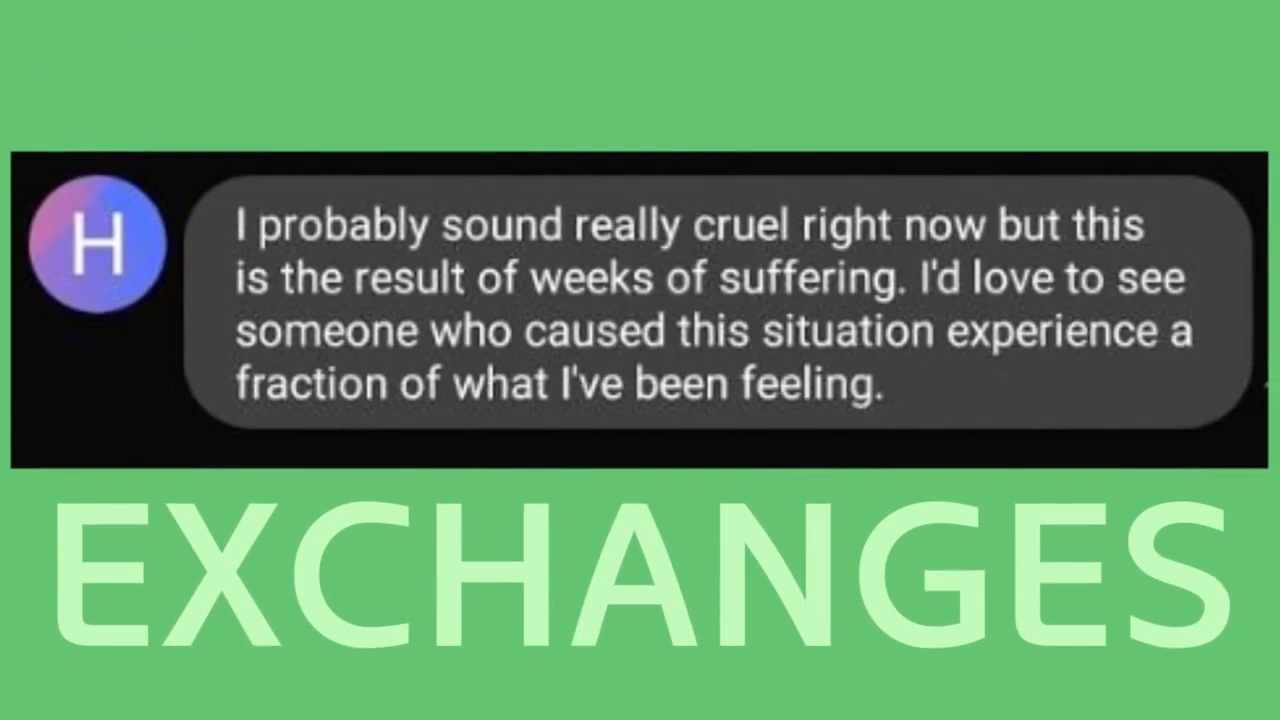 H
I probably sound really cruel right now but this
is the result of weeks of suffering. I'd love to see
someone who caused this situation experience a
fraction of what I've been feeling.
EXCHANGES